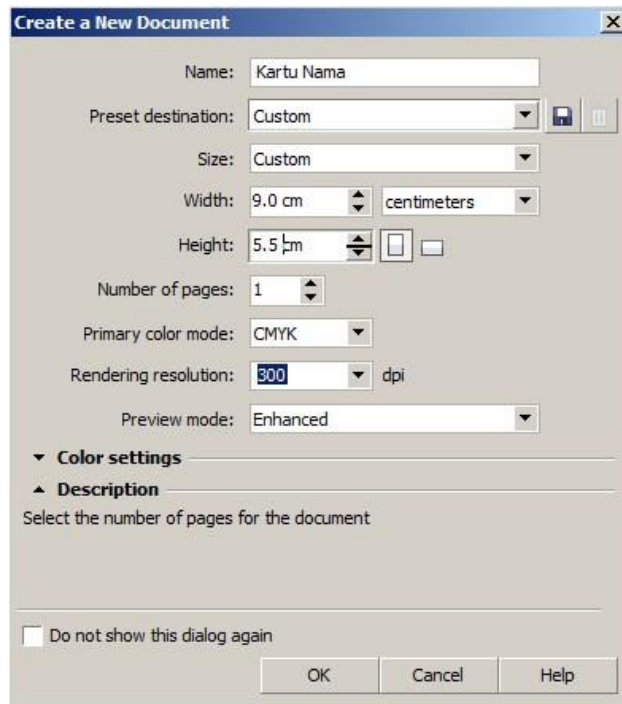 Create a New Document
Name: Kartu Nama
Preset destination: Custom
Size: Custom
Width: 9.0 cm centimeters
Height: 5.5 cm
Number of pages: 1
Primary color mode: CMYK
Rendering resolution: 300 dpi
Preview mode: Enhanced
Color settings
Description
Select the number of pages for the document
Do not show this dialog again
OK Cancel Help